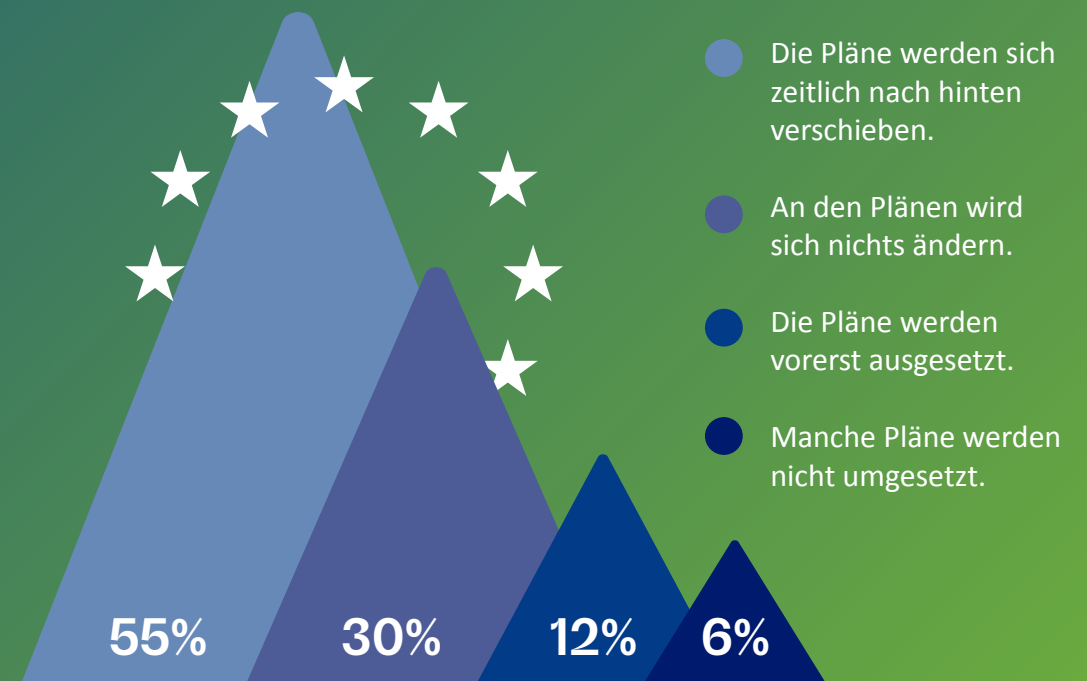 Die Pläne werden sich
zeitlich nach hinten
verschieben.
An den Plänen wird
sich nichts ändern.
Die Pläne werden
vorerst ausgesetzt.
Manche Pläne werden
nicht umgesetzt.
55%
30%
12%
6%